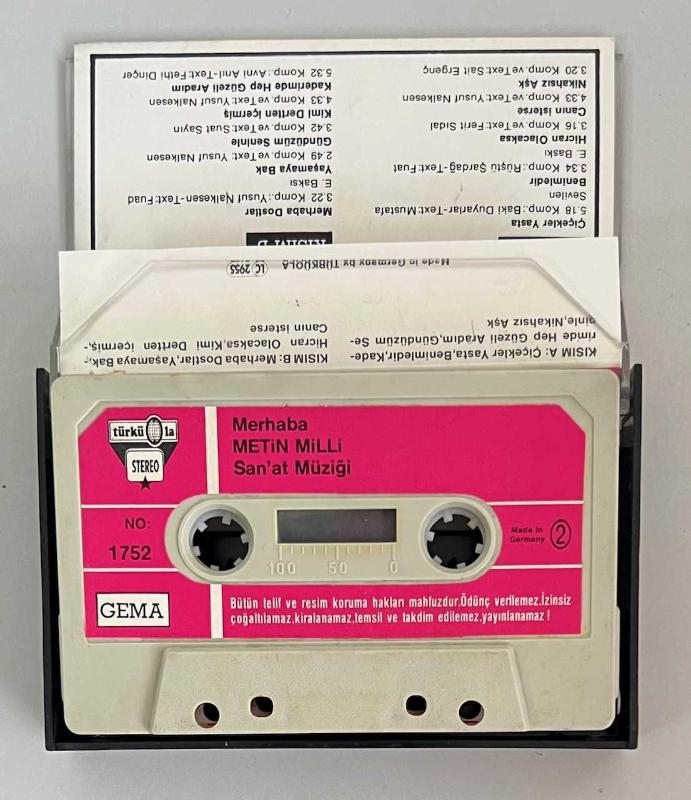 Çiçekler Yasta
5.18 Komp.: Baki Duyarlar-Text:Mustafa
Sevilen
Benimledir
3.34 Komp.: Rüştü Şardağ-Text:Fuat
E. Baskı
Hicran Olacaksa
3.16 Komp.ve Text: Ferit Sidal
Canın isterse
4.33 Komp.ve Text: Yusuf Nalkesen
Nikahsız Aşk
3.20 Komp.ve Text:Sait Ergenç
KISIM B
Merhaba Dostlar
3.22 Komp.: Yusuf Nalkesen-Text: Fuad
E. Baksı
Yaşamaya Bak
2.49 Komp.ve Text: Yusuf Nalkesen
Gündüzüm Seninle
3.42 Komp.ve Text: Suat Sayın
Kimi Dertten içermiş
4.33 Komp.ve Text: Yusuf Nalkesen
Kaderimde Hep Güzeli Aradım
5.32 Komp.: Avni Anıl-Text: Fethi Dinçer
KISIM A: Çiçekler Yasta,Benimledir,Kade-
rimde Hep Güzeli Aradım,Gündüzüm Se-
ninle,Nikahsız Aşk
KISIM B: Merhaba Dostlar,Yaşamaya Bak,
Hicran Olacaksa,Kimi Dertten içermiş,-
Canın isterse
Made in Germany by TÜRKÜOLA
LC 2955
türküola
STEREO
Merhaba
METiN MiLLi
San'at Müziği
NO:
1752
100 50 0
Made in
Germany
2
GEMA
Bütün telif ve resim koruma hakları mahfuzdur.Ödünç verilemez.İzinsiz
çoğaltılamaz,kiralanamaz,temsil ve takdim edilemez,yayınlanamaz !